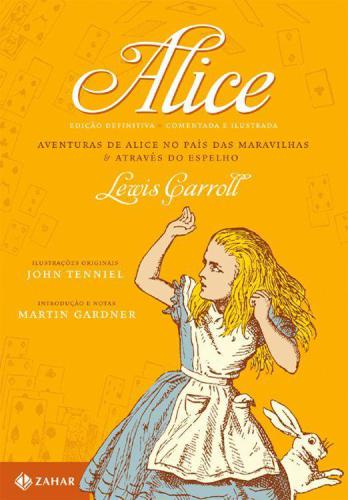 Alice
EDIÇÃO DEFINITIVA • COMENTADA E ILUSTRADA
AVENTURAS DE ALICE NO PAÍS DAS MARAVILHAS
& ATRAVÉS DO ESPELHO
Lewis Carroll
ILUSTRAÇÕES ORIGINAIS
JOHN TENNIEL
INTRODUÇÃO E NOTAS
MARTIN GARDNER
Z ZAHAR